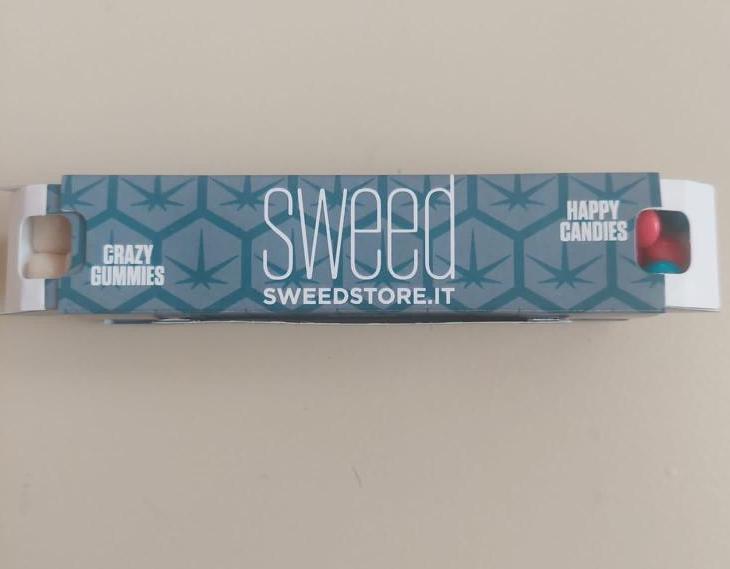 CRAZY
GUMMIES
sweed
SWEEDSTORE.IT
HAPPY
CANDIES